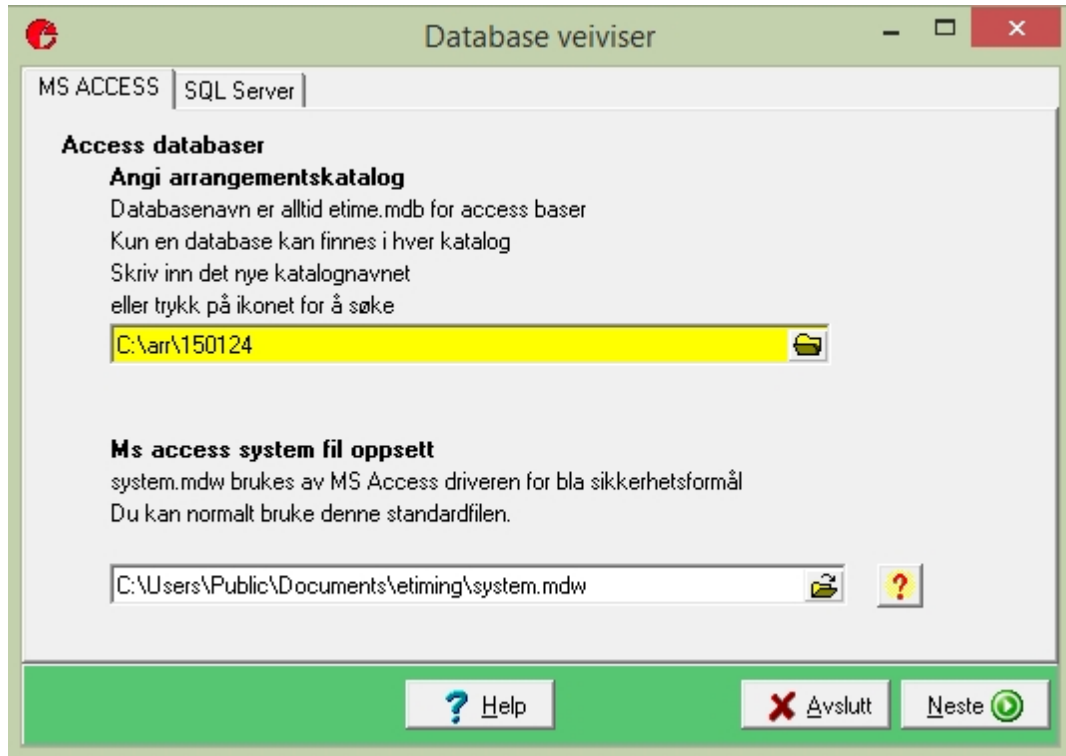 Database veiviser
MS ACCESS
SQL Server
Access databaser
Angi arrangementskatalog
Databasenavn er alltid etime.mdb for access baser
Kun en database kan finnes i hver katalog
Skriv inn det nye katalognavnet
eller trykk på ikonet for å søke
C:\arr\150124
Ms access system fil oppsett
system.mdw brukes av MS Access driveren for bla sikkerhetsformål
Du kan normalt bruke denne standardfilen.
C:\Users\Public\Documents\etiming\system.mdw
?
? Help
Avslutt
Neste